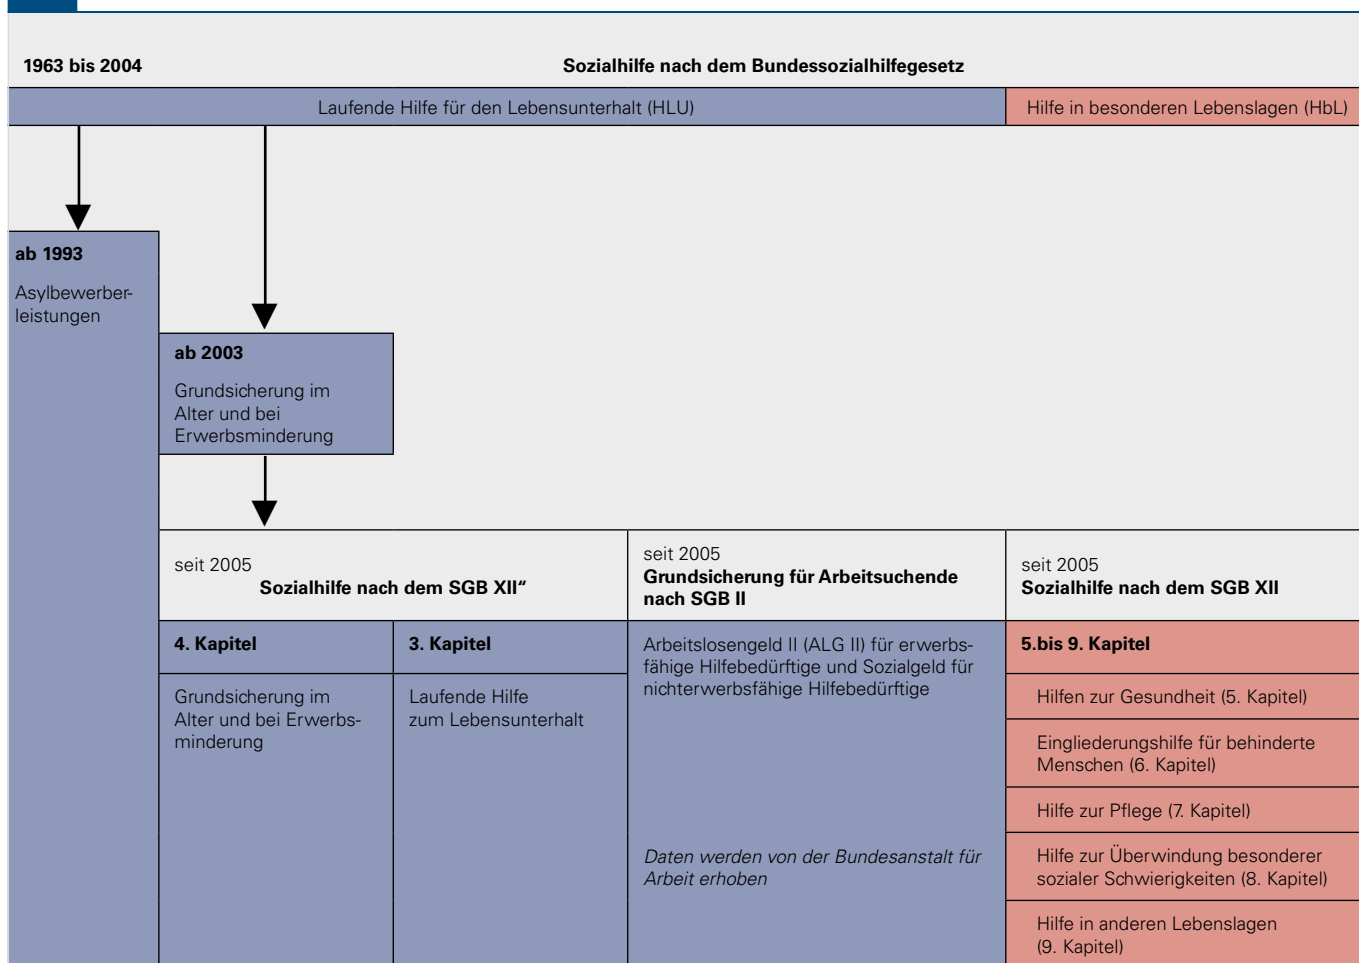 1963 bis 2004
Sozialhilfe nach dem Bundessozialhilfegesetz
Laufende Hilfe für den Lebensunterhalt (HLU)
Hilfe in besonderen Lebenslagen (HbL)
ab 1993
Asylbewerber-
leistungen
ab 2003
Grundsicherung im
Alter und bei
Erwerbsminderung
seit 2005
Sozialhilfe nach dem SGB XII“
seit 2005
Grundsicherung für Arbeitsuchende
nach SGB II
seit 2005
Sozialhilfe nach dem SGB XII
4. Kapitel
Grundsicherung im
Alter und bei Erwerbs-
minderung
3. Kapitel
Laufende Hilfe
zum Lebensunterhalt
Arbeitslosengeld II (ALG II) für erwerbs-
fähige Hilfebedürftige und Sozialgeld für
nichterwerbsfähige Hilfebedürftige
Daten werden von der Bundesanstalt für
Arbeit erhoben
5.bis 9. Kapitel
Hilfen zur Gesundheit (5. Kapitel)
Eingliederungshilfe für behinderte
Menschen (6. Kapitel)
Hilfe zur Pflege (7. Kapitel)
Hilfe zur Überwindung besonderer
sozialer Schwierigkeiten (8. Kapitel)
Hilfe in anderen Lebenslagen
(9. Kapitel)